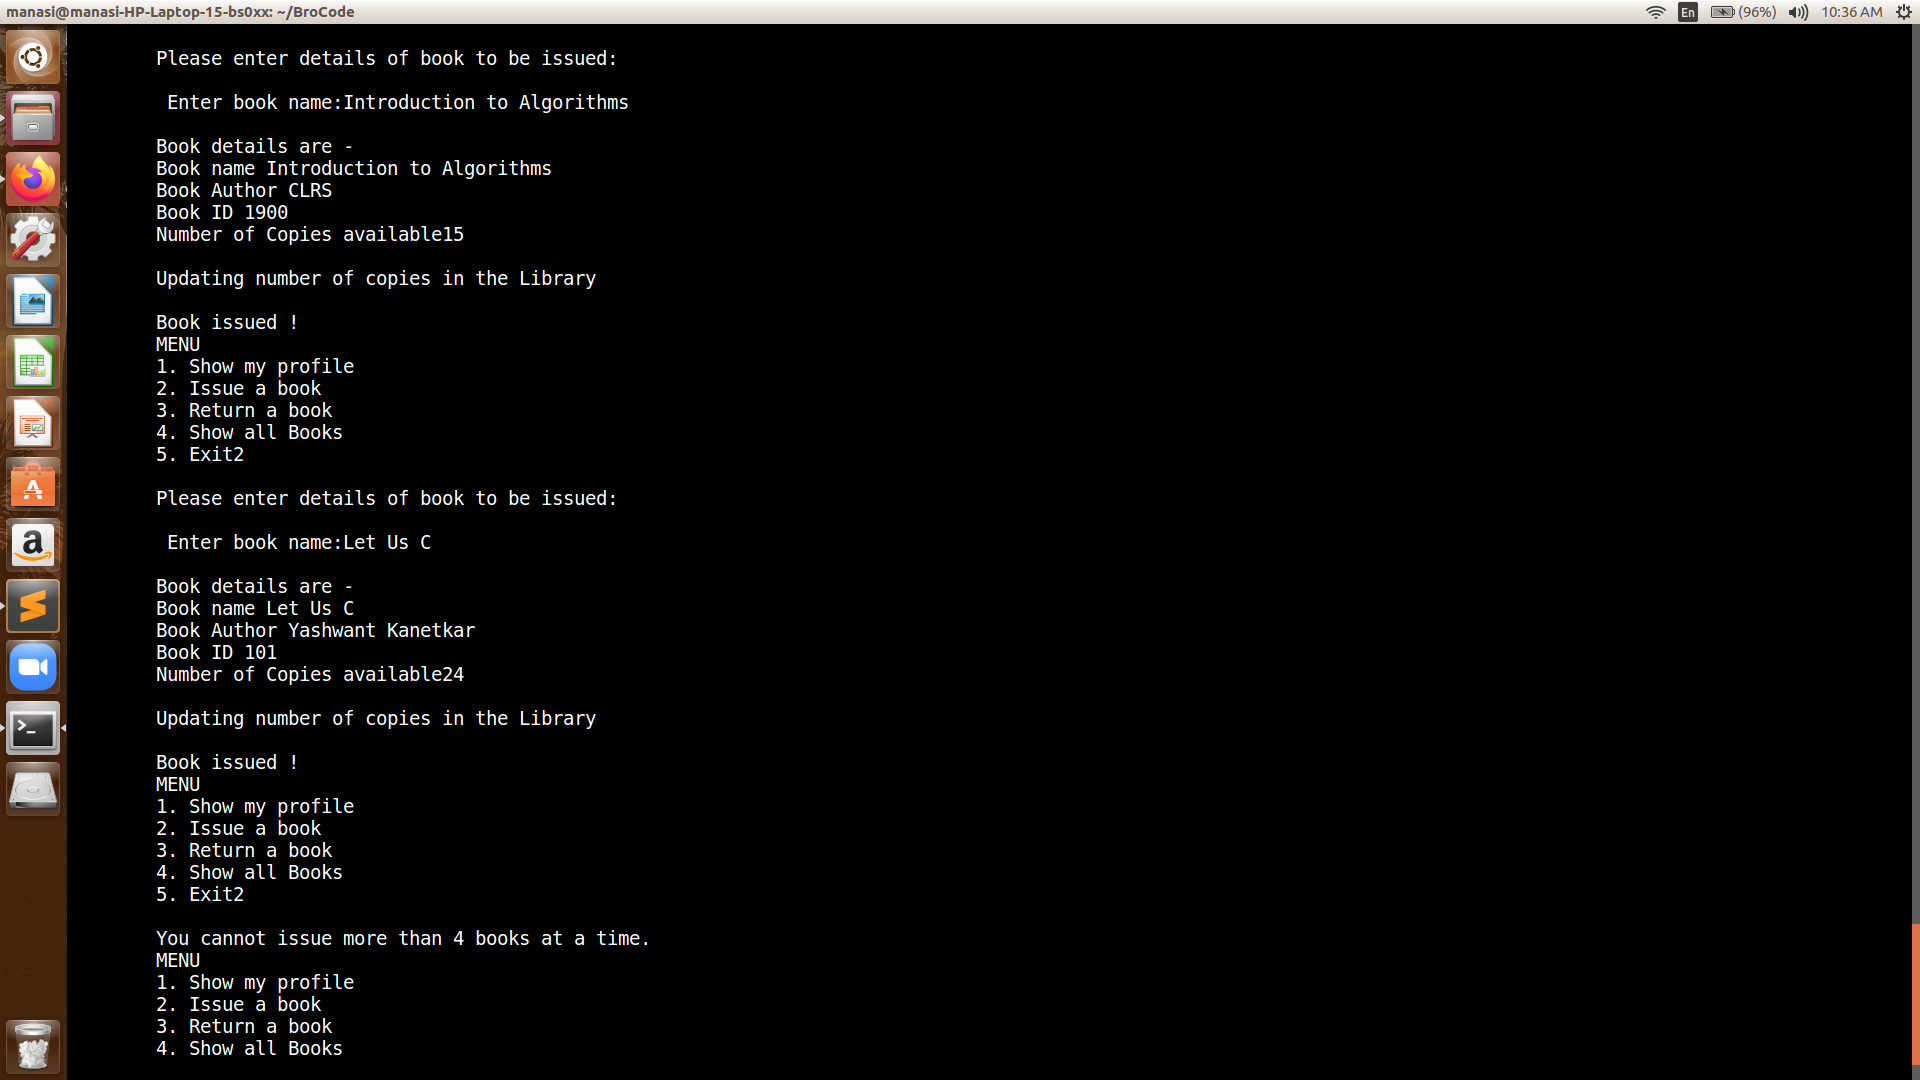 manasi@manasi-HP-Laptop-15-bs0xx: ~/BroCode
En
(96%)
10:36 AM
Please enter details of book to be issued:
Enter book name:Introduction to Algorithms
Book details are -
Book name Introduction to Algorithms
Book Author CLRS
Book ID 1900
Number of Copies available15
Updating number of copies in the Library
Book issued !
MENU
1. Show my profile
2. Issue a book
3. Return a book
4. Show all Books
5. Exit2
Please enter details of book to be issued:
Enter book name:Let Us C
Book details are -
Book name Let Us C
Book Author Yashwant Kanetkar
Book ID 101
Number of Copies available24
Updating number of copies in the Library
Book issued !
MENU
1. Show my profile
2. Issue a book
3. Return a book
4. Show all Books
5. Exit2
You cannot issue more than 4 books at a time.
MENU
1. Show my profile
2. Issue a book
3. Return a book
4. Show all Books